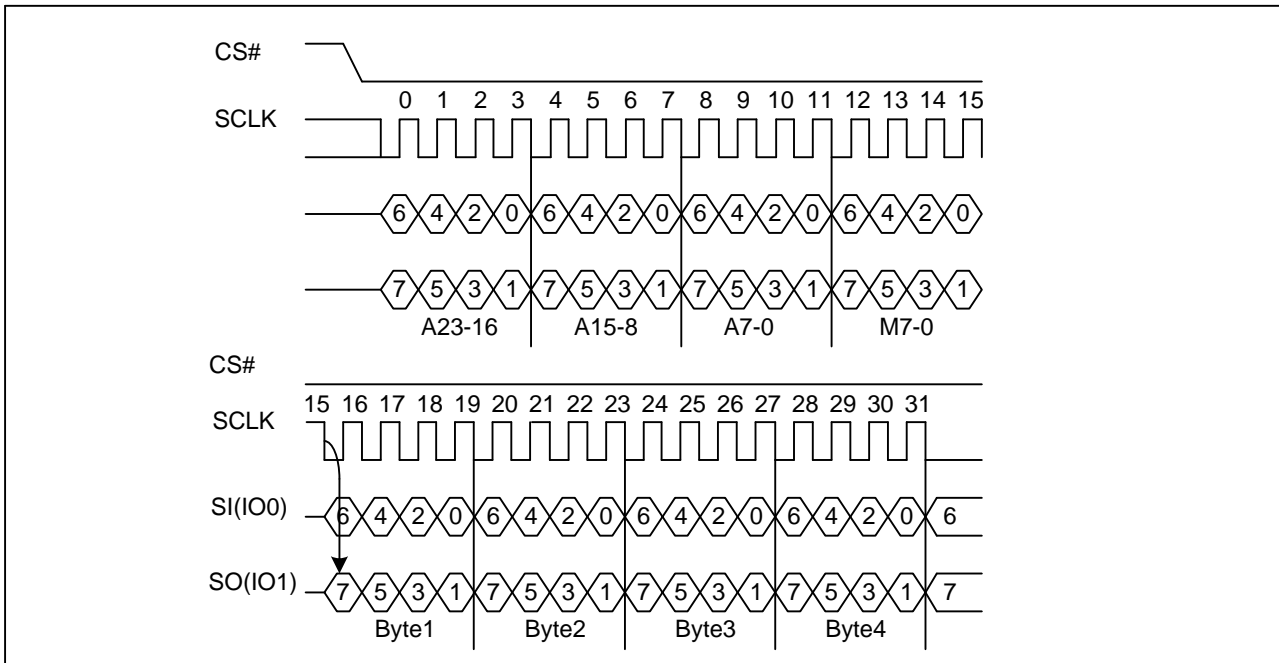 CS#
0 1 2 3 4 5 6 7 8 9 10 11 12 13 14 15
SCLK
6 4 2 0 6 4 2 0 6 4 2 0 6 4 2 0
7 5 3 1 7 5 3 1 7 5 3 1 7 5 3 1
A23-16 A15-8 A7-0 M7-0
CS#
15 16 17 18 19 20 21 22 23 24 25 26 27 28 29 30 31
SCLK
SI(IO0) 6 4 2 0 6 4 2 0 6 4 2 0 6 4 2 0 6
SO(IO1) 7 5 3 1 7 5 3 1 7 5 3 1 7 5 3 1 7
Byte1 Byte2 Byte3 Byte4